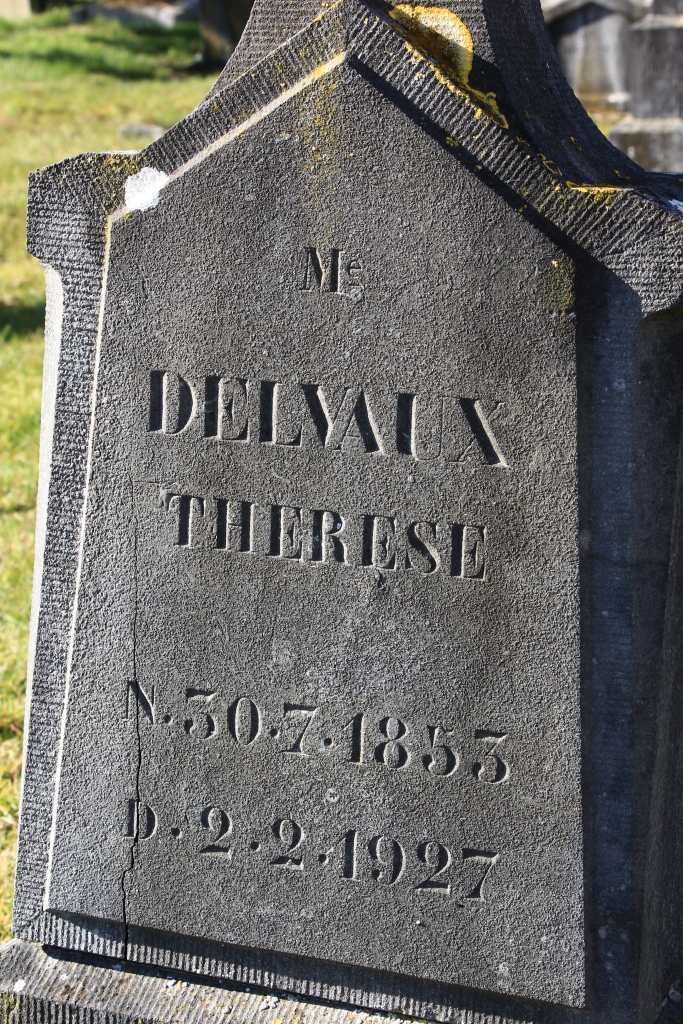 Me
DELVAUX
THERESE
N. 30.7.1853
D. 2.2.1927